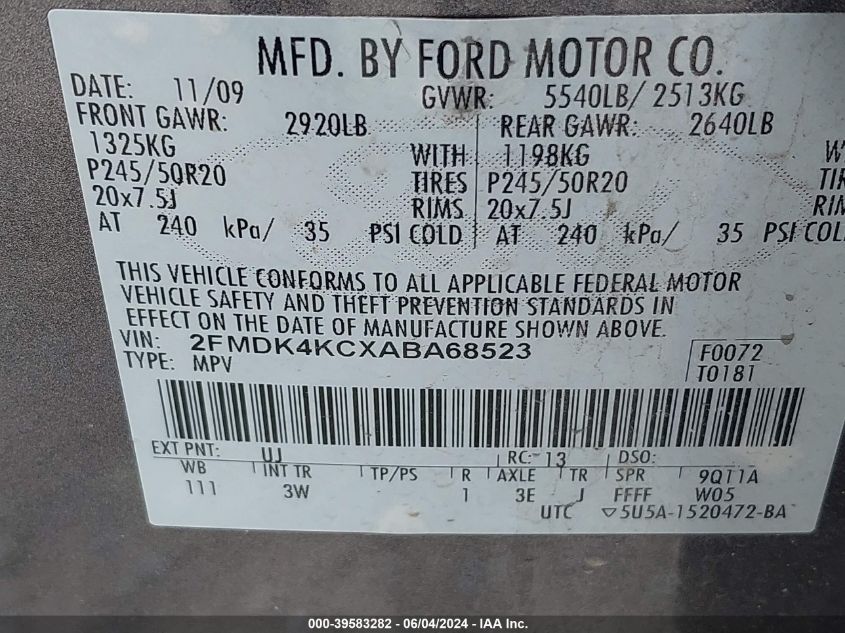 MFD. BY FORD MOTOR CO.
DATE: 11/09 GVWR: 5540LB/ 2513KG
FRONT GAWR: 2920LB REAR GAWR: 2640LB
1325KG WITH 1198KG
P245/50R20 TIRES P245/50R20 TIR
20x7.5J RIMS 20x7.5J RIM
AT 240 kPa/ 35 PSI COLD AT 240 kPa/ 35 PSI COL
THIS VEHICLE CONFORMS TO ALL APPLICABLE FEDERAL MOTOR
VEHICLE SAFETY AND THEFT PREVENTION STANDARDS IN
EFFECT ON THE DATE OF MANUFACTURE SHOWN ABOVE.
VIN: 2FMDK4KCXABA68523 F0072
TYPE: MPV T0181
EXT PNT: UJ RC: 13 DSO:
WB INT TR TP/PS R AXLE TR SPR 9Q11A
111 3W 1 3E J FFFF W05
UTC ▽5U5A-1520472-BA
000-39583282 - 06/04/2024 - IAA Inc.